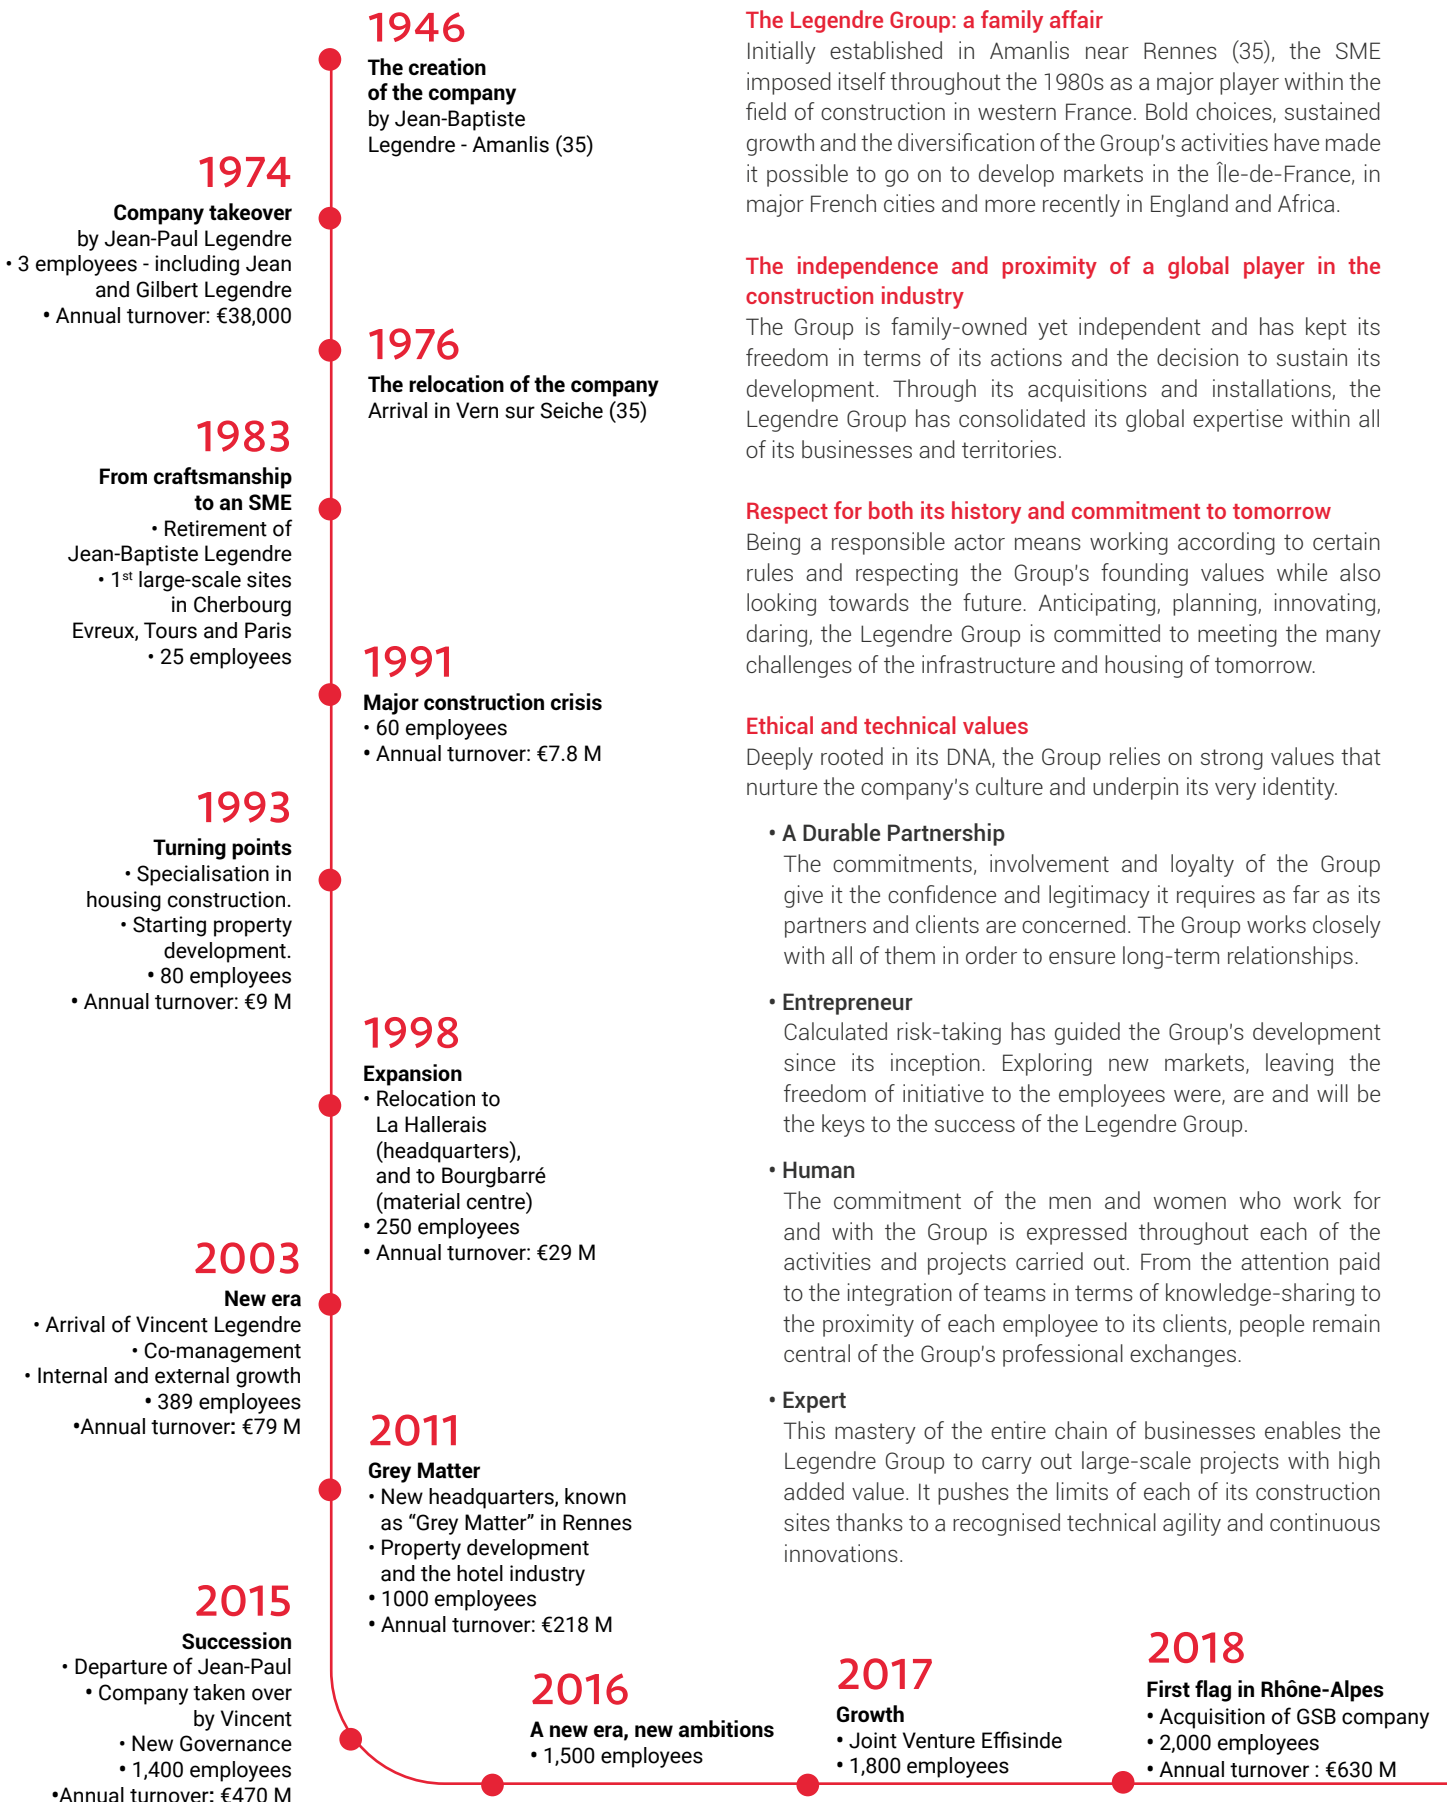 1946
The creation
of the company
by Jean-Baptiste
Legendre - Amanlis (35)
1974
Company takeover
by Jean-Paul Legendre
• 3 employees - including Jean
and Gilbert Legendre
• Annual turnover: €38,000
1976
The relocation of the company
Arrival in Vern sur Seiche (35)
1983
From craftsmanship
to an SME
• Retirement of
Jean-Baptiste Legendre
• 1st large-scale sites
in Cherbourg
Evreux, Tours and Paris
• 25 employees
1991
Major construction crisis
• 60 employees
• Annual turnover: €7.8 M
1993
Turning points
• Specialisation in
housing construction.
• Starting property
development.
• 80 employees
• Annual turnover: €9 M
1998
Expansion
• Relocation to
La Hallerais
(headquarters),
and to Bourgbarré
(material centre)
• 250 employees
• Annual turnover: €29 M
2003
New era
• Arrival of Vincent Legendre
• Co-management
• Internal and external growth
• 389 employees
•Annual turnover: €79 M
2011
Grey Matter
• New headquarters, known
as “Grey Matter” in Rennes
• Property development
and the hotel industry
• 1000 employees
• Annual turnover: €218 M
2015
Succession
• Departure of Jean-Paul
• Company taken over
by Vincent
• New Governance
• 1,400 employees
•Annual turnover: €470 M
2016
A new era, new ambitions
• 1,500 employees
2017
Growth
• Joint Venture Effisinde
• 1,800 employees
2018
First flag in Rhône-Alpes
• Acquisition of GSB company
• 2,000 employees
• Annual turnover : €630 M
The Legendre Group: a family affair
Initially established in Amanlis near Rennes (35), the SME
imposed itself throughout the 1980s as a major player within the
field of construction in western France. Bold choices, sustained
growth and the diversification of the Group's activities have made
it possible to go on to develop markets in the Île-de-France, in
major French cities and more recently in England and Africa.
The independence and proximity of a global player in the
construction industry
The Group is family-owned yet independent and has kept its
freedom in terms of its actions and the decision to sustain its
development. Through its acquisitions and installations, the
Legendre Group has consolidated its global expertise within all
of its businesses and territories.
Respect for both its history and commitment to tomorrow
Being a responsible actor means working according to certain
rules and respecting the Group's founding values while also
looking towards the future. Anticipating, planning, innovating,
daring, the Legendre Group is committed to meeting the many
challenges of the infrastructure and housing of tomorrow.
Ethical and technical values
Deeply rooted in its DNA, the Group relies on strong values that
nurture the company's culture and underpin its very identity.
• A Durable Partnership
The commitments, involvement and loyalty of the Group
give it the confidence and legitimacy it requires as far as its
partners and clients are concerned. The Group works closely
with all of them in order to ensure long-term relationships.
• Entrepreneur
Calculated risk-taking has guided the Group's development
since its inception. Exploring new markets, leaving the
freedom of initiative to the employees were, are and will be
the keys to the success of the Legendre Group.
• Human
The commitment of the men and women who work for
and with the Group is expressed throughout each of the
activities and projects carried out. From the attention paid
to the integration of teams in terms of knowledge-sharing to
the proximity of each employee to its clients, people remain
central of the Group's professional exchanges.
• Expert
This mastery of the entire chain of businesses enables the
Legendre Group to carry out large-scale projects with high
added value. It pushes the limits of each of its construction
sites thanks to a recognised technical agility and continuous
innovations.